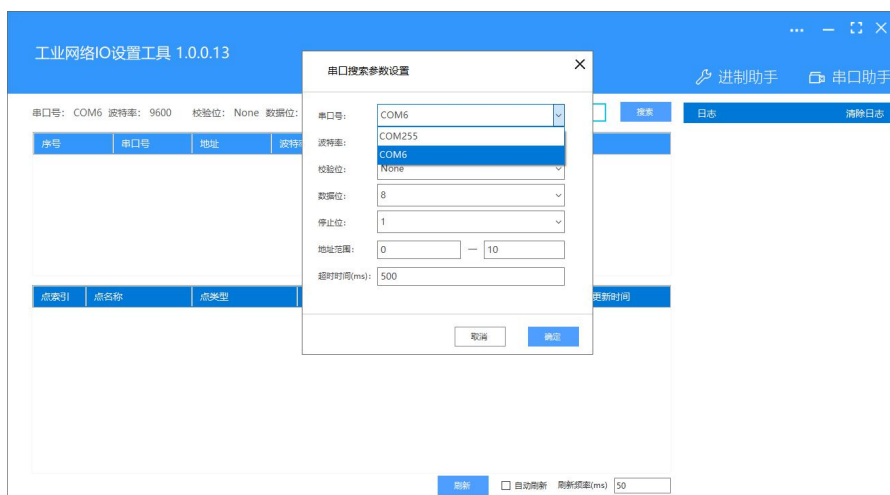 工业网络IO设置工具 1.0.0.13
进制助手
串口助手
串口搜索参数设置
串口号: COM6 波特率: 9600 校验位: None 数据位:
搜索
日志
清除日志
序号
串口号
地址
波特率
串口号:
COM6
COM255
COM6
波特率:
校验位:
None
数据位:
8
停止位:
1
地址范围:
0 — 10
超时时间(ms):
500
取消
确定
点索引
点名称
点类型
更新时间
刷新
自动刷新
刷新频率(ms)
50